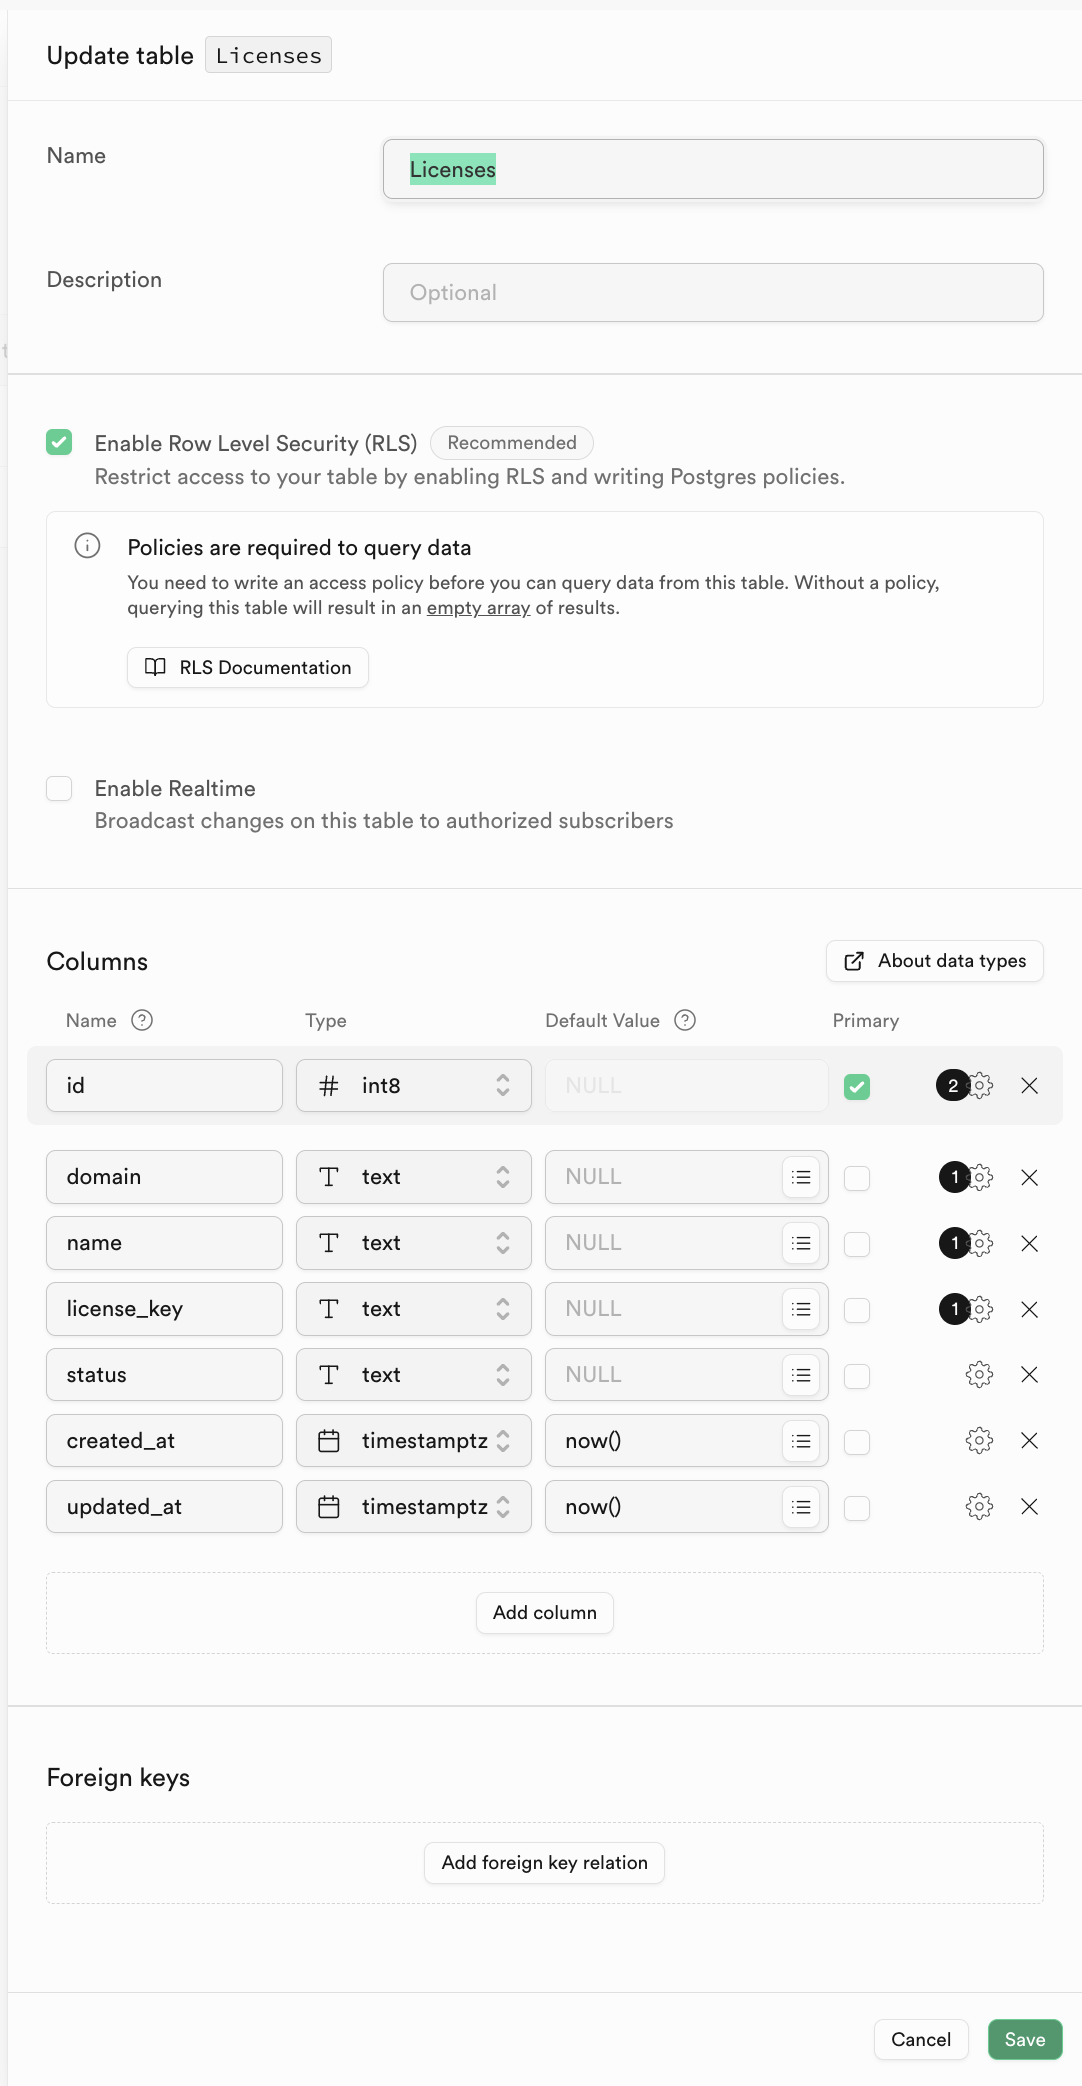 Update table Licenses
Name
Licenses
Description
Optional
Enable Row Level Security (RLS) Recommended
Restrict access to your table by enabling RLS and writing Postgres policies.
Policies are required to query data
You need to write an access policy before you can query data from this table. Without a policy,
querying this table will result in an empty array of results.
RLS Documentation
Enable Realtime
Broadcast changes on this table to authorized subscribers
Columns About data types
Name Type Default Value Primary
id int8 NULL 2
domain text NULL 1
name text NULL 1
license_key text NULL 1
status text NULL
created_at timestamptz now()
updated_at timestamptz now()
Add column
Foreign keys
Add foreign key relation
Cancel Save